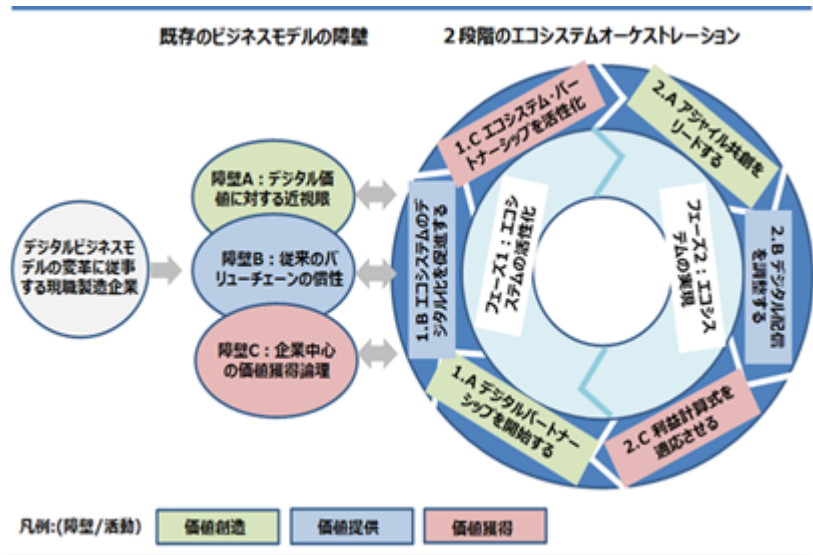 既存のビジネスモデルの障壁
2段階のエコシステムオーケストレーション
デジタルビジネスモ
デルの変革に従事
する現職製造企業
障壁A:デジタル価
値に対する近視眼
障壁B:従来のバ
リューチェーンの慣性
障壁C:企業中心
の価値獲得論理
1.A デジタルパートナー
シップを開始する
1.B エコシステムのデ
ジタル化を促進する
1.C エコシステム・パー
トナーシップを活性化
フェーズ1:エコシ
ステムの活性化
2.A アジャイル共創を
リードする
2.B デジタル配信
を調整する
2.C 利益計算式を
適応させる
フェーズ2:エコシス
テムの実現
凡例:(障壁/活動)
価値創造
価値提供
価値獲得